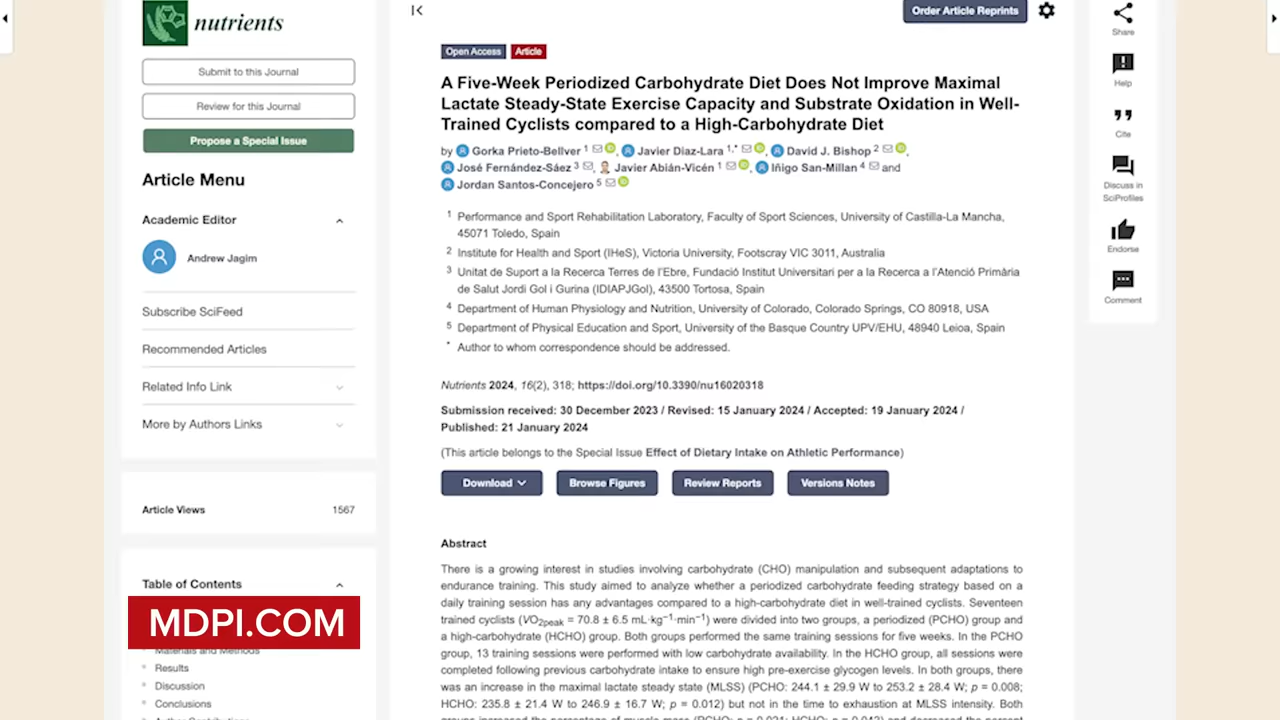 nutrients
Submit to this Journal
Review for this Journal
Propose a Special Issue
Article Menu
Academic Editor
Andrew Jagim
Subscribe SciFeed
Recommended Articles
Related Info Link
More by Authors Links
Article Views 1567
Table of Contents
MDPI.COM
Materials and Methods
Results
Discussion
Conclusions
Order Article Reprints
Open Access Article
A Five-Week Periodized Carbohydrate Diet Does Not Improve Maximal
Lactate Steady-State Exercise Capacity and Substrate Oxidation in Well-
Trained Cyclists compared to a High-Carbohydrate Diet
by Gorka Prieto-Bellver 1, Javier Diaz-Lara 1,*, David J. Bishop 2,
José Fernández-Sáez 3, Javier Abián-Vicén 1, Iñigo San-Millan 4 and
Jordan Santos-Concejero 5
1 Performance and Sport Rehabilitation Laboratory, Faculty of Sport Sciences, University of Castilla-La Mancha,
45071 Toledo, Spain
2 Institute for Health and Sport (IHeS), Victoria University, Footscray VIC 3011, Australia
3 Unitat de Suport a la Recerca Terres de l'Ebre, Fundació Institut Universitari per a la Recerca a l'Atenció Primària
de Salut Jordi Gol i Gurina (IDIAPJGol), 43500 Tortosa, Spain
4 Department of Human Physiology and Nutrition, University of Colorado, Colorado Springs, CO 80918, USA
5 Department of Physical Education and Sport, University of the Basque Country UPV/EHU, 48940 Leioa, Spain
* Author to whom correspondence should be addressed.
Nutrients 2024, 16(2), 318; https://doi.org/10.3390/nu16020318
Submission received: 30 December 2023 / Revised: 15 January 2024 / Accepted: 19 January 2024 /
Published: 21 January 2024
(This article belongs to the Special Issue Effect of Dietary Intake on Athletic Performance)
Download Browse Figures Review Reports Versions Notes
Abstract
There is a growing interest in studies involving carbohydrate (CHO) manipulation and subsequent adaptations to
endurance training. This study aimed to analyze whether a periodized carbohydrate feeding strategy based on a
daily training session has any advantages compared to a high-carbohydrate diet in well-trained cyclists. Seventeen
trained cyclists (VO2peak = 70.8 ± 6.5 mL·kg−1·min−1) were divided into two groups, a periodized (PCHO) group and
a high-carbohydrate (HCHO) group. Both groups performed the same training sessions for five weeks. In the PCHO
group, 13 training sessions were performed with low carbohydrate availability. In the HCHO group, all sessions were
completed following previous carbohydrate intake to ensure high pre-exercise glycogen levels. In both groups, there
was an increase in the maximal lactate steady state (MLSS) (PCHO: 244.1 ± 29.9 W to 253.2 ± 28.4 W; p = 0.008;
HCHO: 235.8 ± 21.4 W to 246.9 ± 16.7 W; p = 0.012) but not in the time to exhaustion at MLSS intensity. Both
Share
Help
Cite
Discuss in
SciProfiles
Endorse
Comment